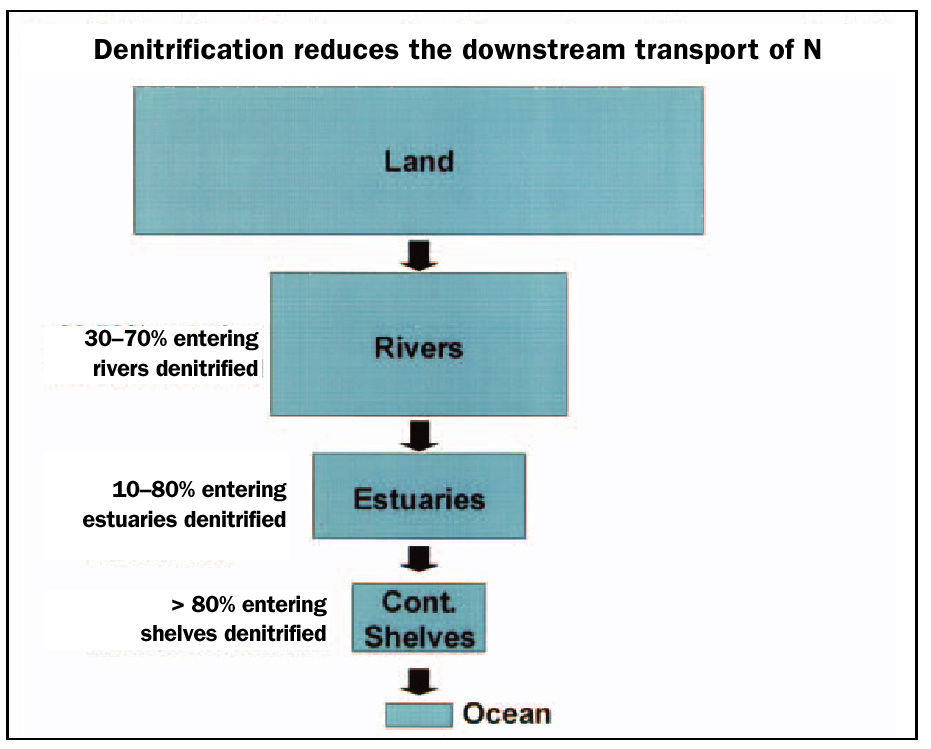 Denitrification reduces the downstream transport of N
Land
30–70% entering
rivers denitrified
Rivers
10–80% entering
estuaries denitrified
Estuaries
> 80% entering
shelves denitrified
Cont.
Shelves
Ocean